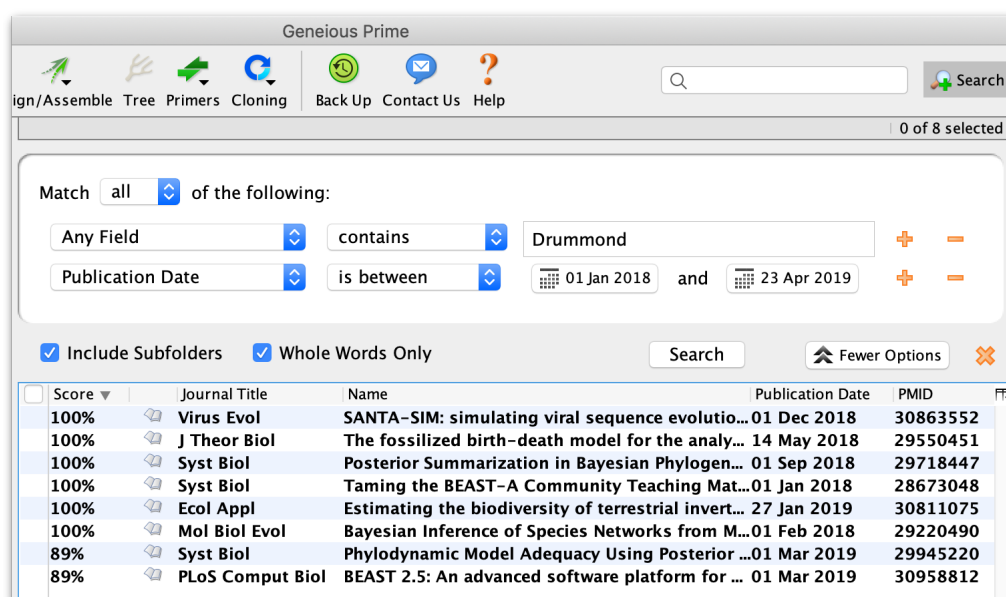 Geneious Prime
ign/Assemble Tree Primers Cloning Back Up Contact Us Help Search
0 of 8 selected
Match all of the following:
Any Field contains Drummond
Publication Date is between 01 Jan 2018 and 23 Apr 2019
Include Subfolders Whole Words Only Search Fewer Options
Score Journal Title Name Publication Date PMID
100% Virus Evol SANTA-SIM: simulating viral sequence evolutio... 01 Dec 2018 30863552
100% J Theor Biol The fossilized birth-death model for the analy... 14 May 2018 29550451
100% Syst Biol Posterior Summarization in Bayesian Phylogen... 01 Sep 2018 29718447
100% Syst Biol Taming the BEAST-A Community Teaching Mat... 01 Jan 2018 28673048
100% Ecol Appl Estimating the biodiversity of terrestrial invert... 27 Jan 2019 30811075
100% Mol Biol Evol Bayesian Inference of Species Networks from M... 01 Feb 2018 29220490
89% Syst Biol Phylodynamic Model Adequacy Using Posterior ... 01 Mar 2019 29945220
89% PLoS Comput Biol BEAST 2.5: An advanced software platform for ... 01 Mar 2019 30958812